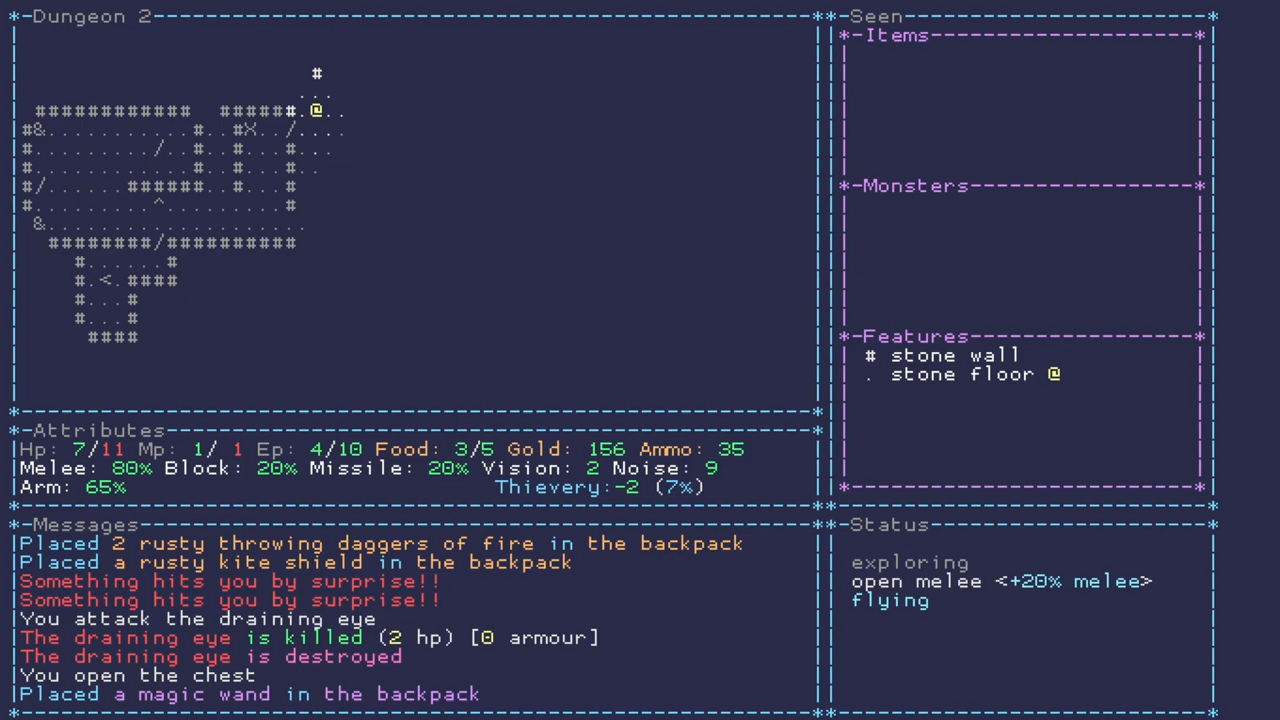 Dungeon 2
Seen
Items
#
...
############ ######.@..
#&...........#..#X../....
#........./..#..#...#...
#............#..#...#..
#/......######..#...#
#.........^.........#
&....................
########/##########
#......#
#.<.####
#...#
#...#
####
Monsters
Features
# stone wall
. stone floor @
Attributes
Hp: 7/11 Mp: 1/ 1 Ep: 4/10 Food: 3/5 Gold: 156 Ammo: 35
Melee: 80% Block: 20% Missile: 20% Vision: 2 Noise: 9
Arm: 65% Thievery:-2 (7%)
Messages
Placed 2 rusty throwing daggers of fire in the backpack
Placed a rusty kite shield in the backpack
Something hits you by surprise!!
Something hits you by surprise!!
You attack the draining eye
The draining eye is killed (2 hp) [0 armour]
The draining eye is destroyed
You open the chest
Placed a magic wand in the backpack
Status
exploring
open melee <+20% melee>
flying